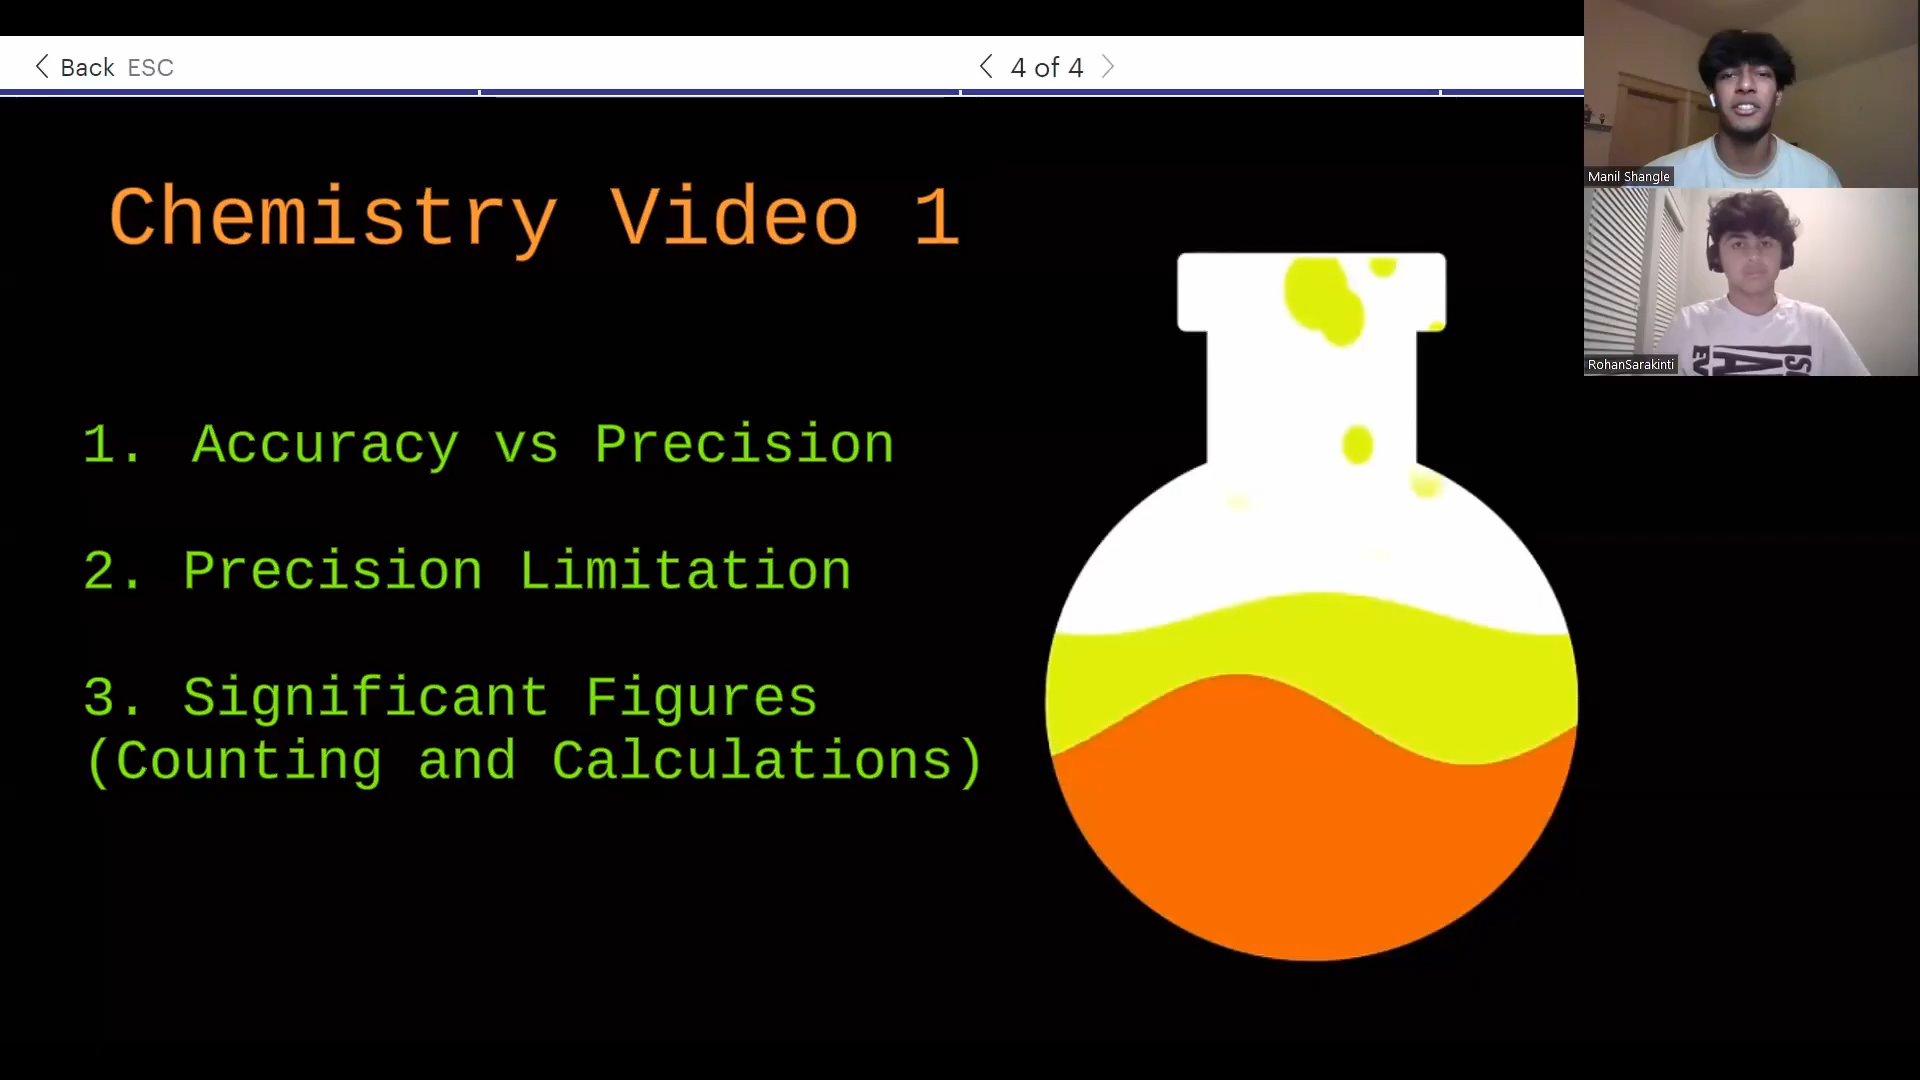 Back ESC
4 of 4
Manil Shangle
RohanSarakinti
Chemistry Video 1
1. Accuracy vs Precision
2. Precision Limitation
3. Significant Figures
(Counting and Calculations)